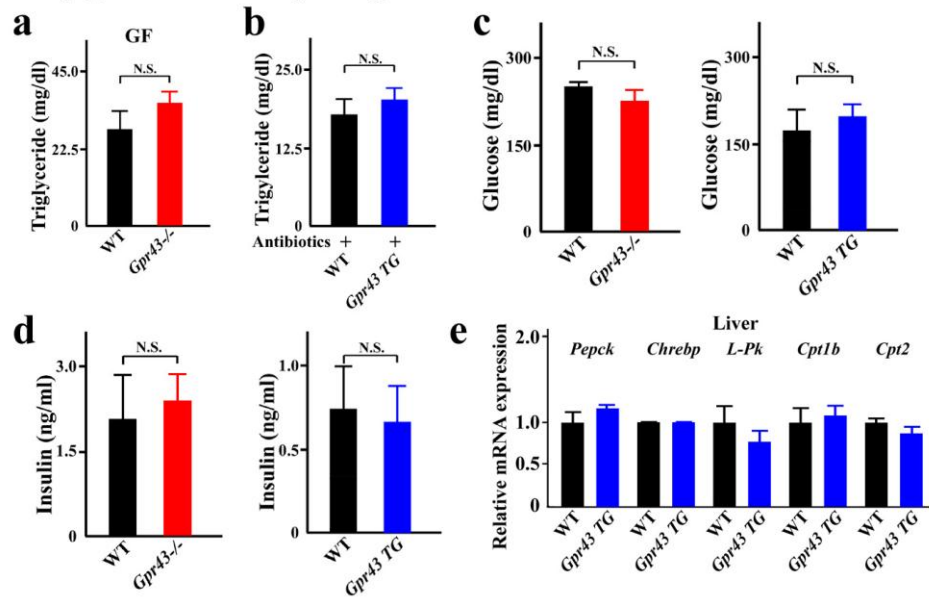 a
GF
Triglyceride (mg/dl)
45.0
22.5
0
N.S.
WT
Gpr43-/-
b
Trigylceride (mg/dl)
25.0
12.5
0
N.S.
Antibiotics + +
WT
Gpr43 TG
c
Glucose (mg/dl)
300
150
0
N.S.
WT
Gpr43-/-
Glucose (mg/dl)
300
150
0
N.S.
WT
Gpr43 TG
d
Insulin (ng/ml)
3.0
1.5
0
N.S.
WT
Gpr43-/-
Insulin (ng/ml)
1.0
0.5
0
N.S.
WT
Gpr43 TG
e
Liver
Relative mRNA expression
2.0
1.0
0.5
0
Pepck Chrebp L-Pk Cpt1b Cpt2
WT
Gpr43 TG
WT
Gpr43 TG
WT
Gpr43 TG
WT
Gpr43 TG
WT
Gpr43 TG